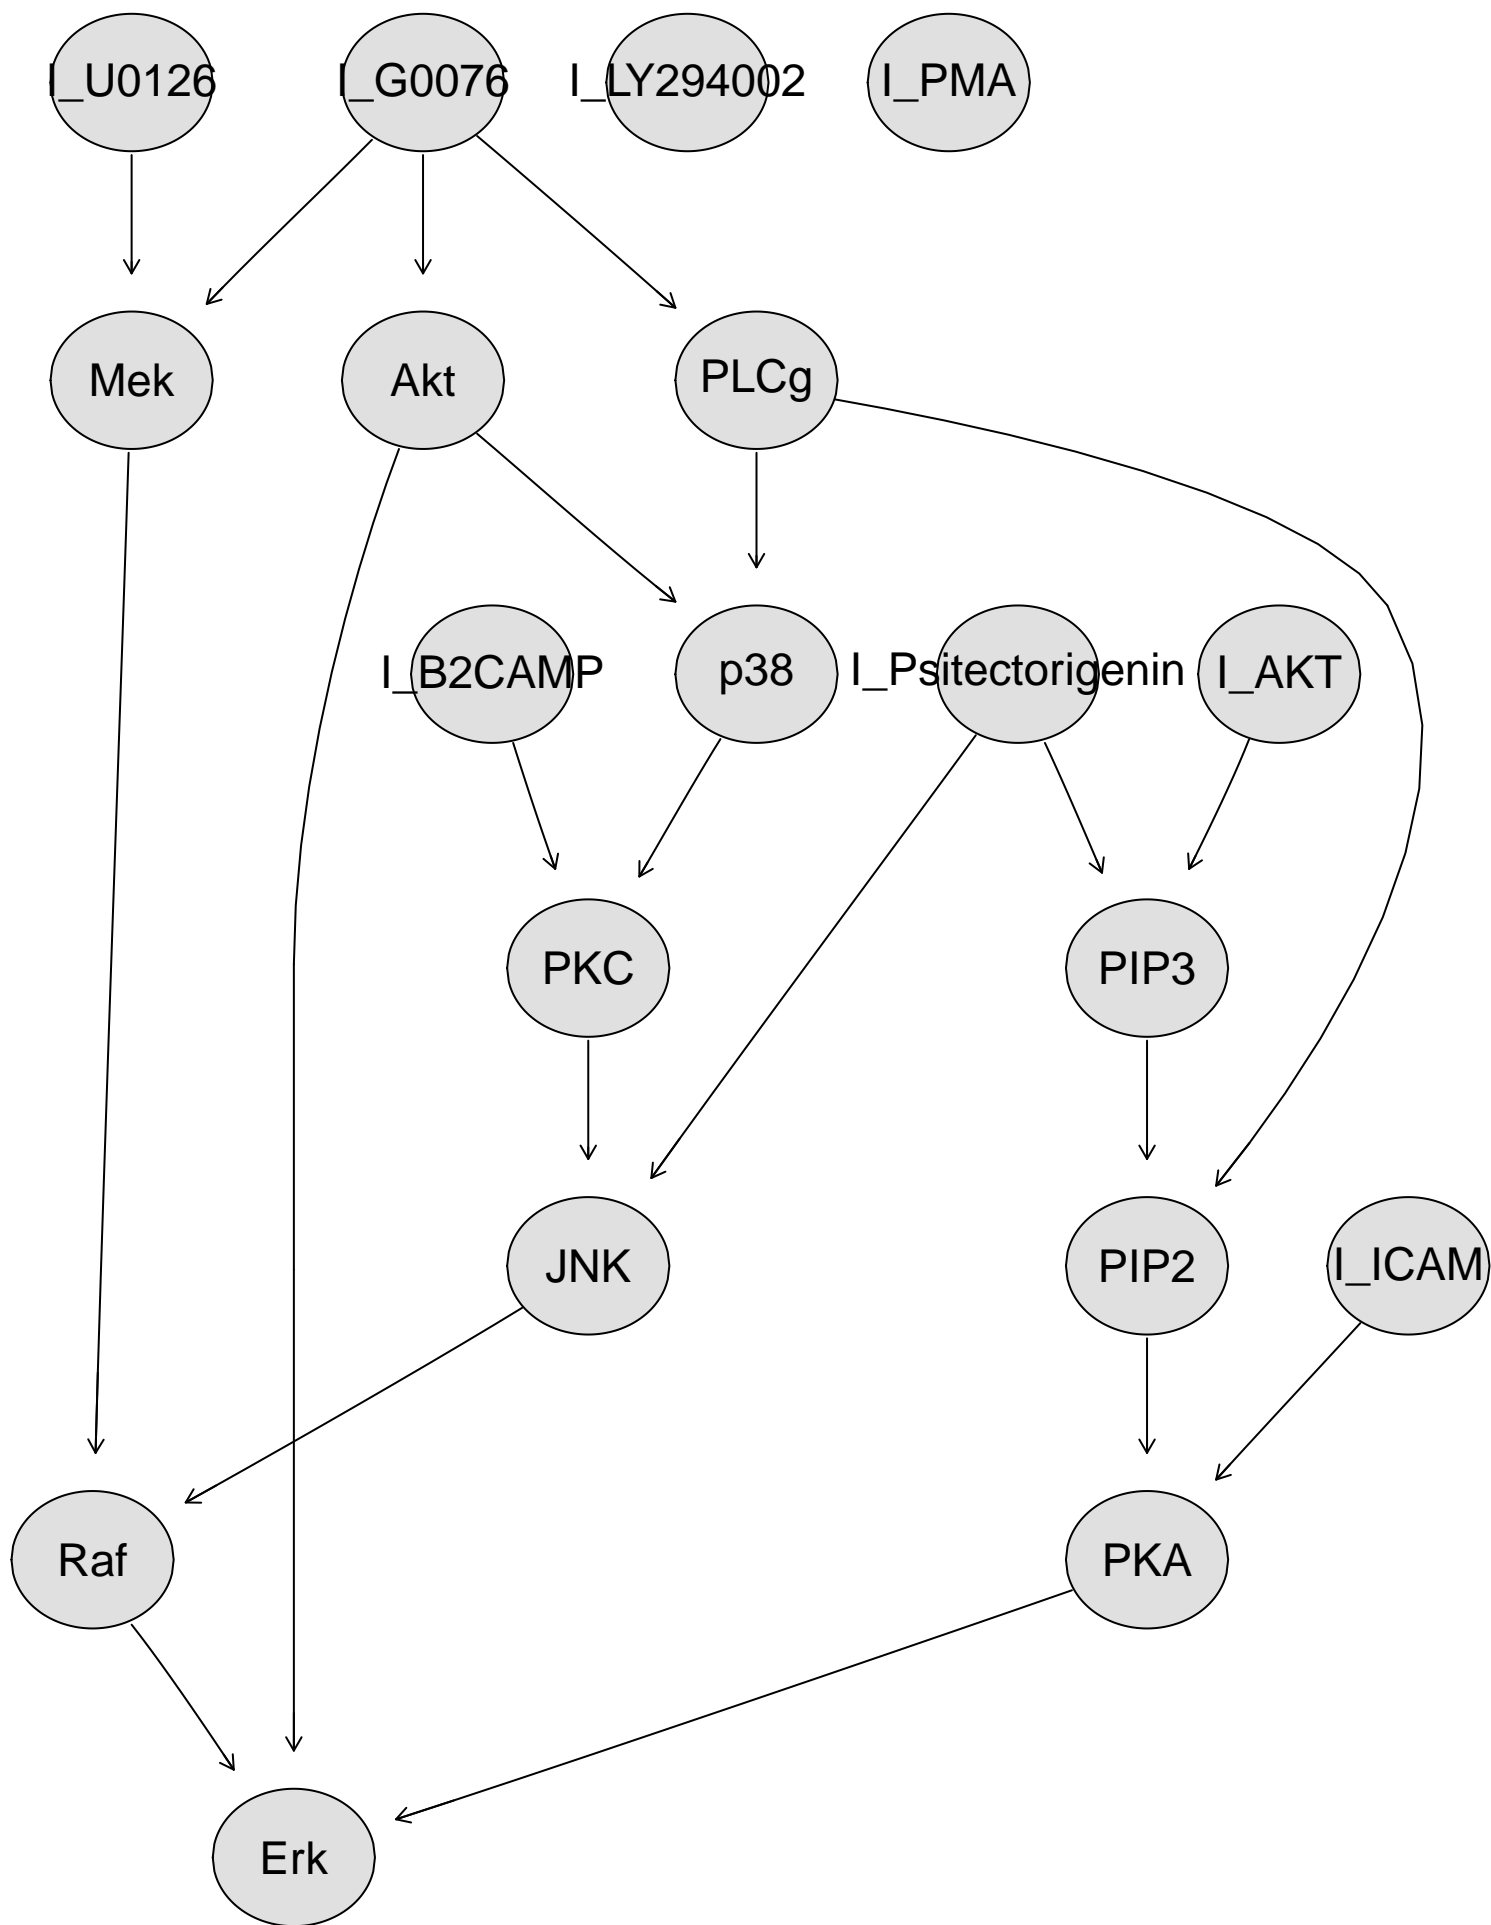 I_U0126
I_G0076
I_LY294002
I_PMA
Mek
Akt
PLCg
I_B2CAMP
p38
I_Psitectorigenin
I_AKT
PKC
PIP3
JNK
PIP2
I_ICAM
Raf
PKA
Erk